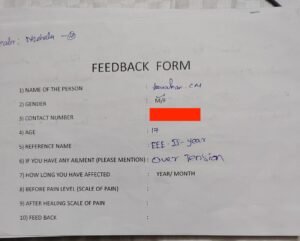 FEEDBACK FORM
1) NAME OF THE PERSON :
2) GENDER : M/F
3) CONTACT NUMBER :
4) AGE : 17
5) REFERENCE NAME : EEE II-year
6) IF YOU HAVE ANY AILMENT (PLEASE MENTION) : Over Tension
7) HOW LONG YOU HAVE AFFECTED : YEAR/ MONTH
8) BEFORE PAIN LEVEL (SCALE OF PAIN) :
9) AFTER HEALING SCALE OF PAIN :
10) FEED BACK :